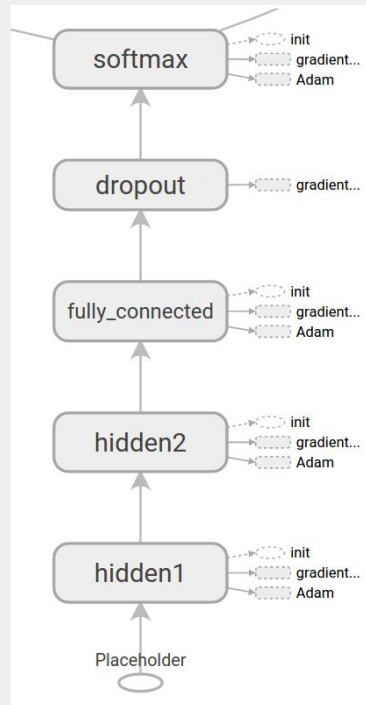 softmax
init
gradient...
Adam
dropout
gradient...
fully_connected
init
gradient...
Adam
hidden2
init
gradient...
Adam
hidden1
init
gradient...
Adam
Placeholder